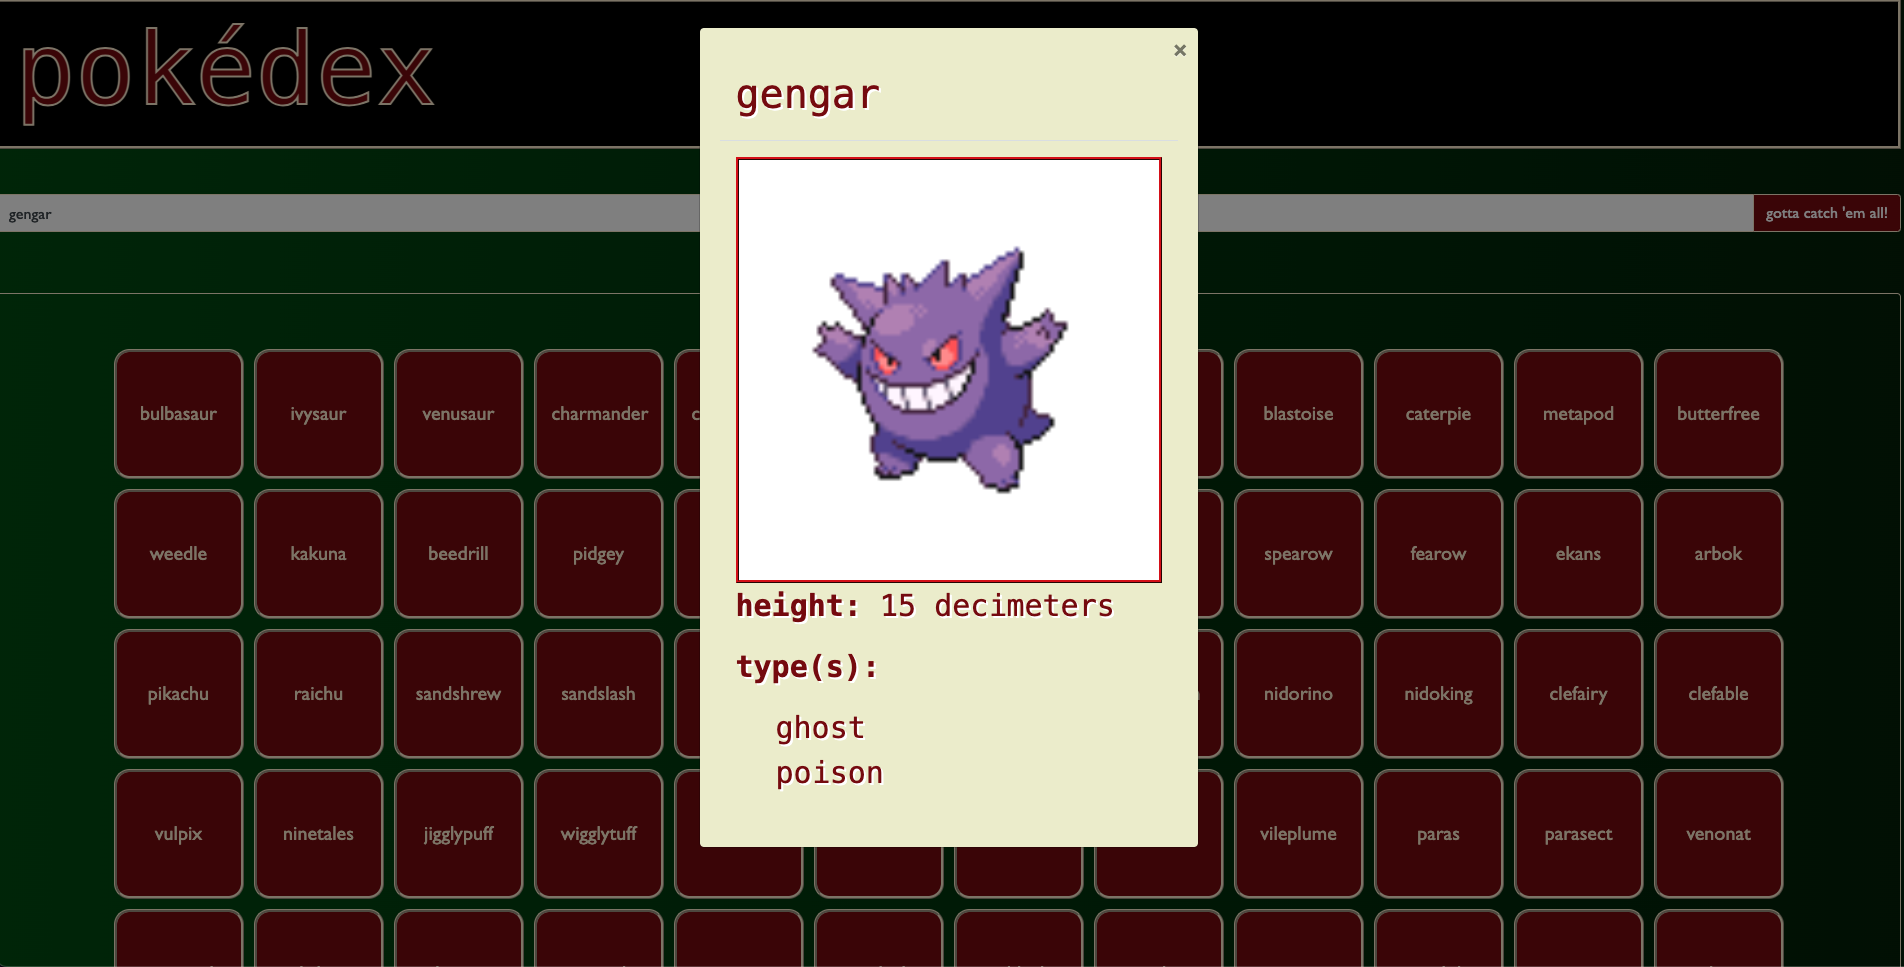 pokédex
×
gengar
gengar
gotta catch 'em all!
height: 15 decimeters
type(s):
ghost
poison
bulbasaur ivysaur venusaur charmander blastoise caterpie metapod butterfree
weedle kakuna beedrill pidgey spearow fearow ekans arbok
pikachu raichu sandshrew sandslash nidorino nidoking clefairy clefable
vulpix ninetales jigglypuff wigglytuff vileplume paras parasect venonat